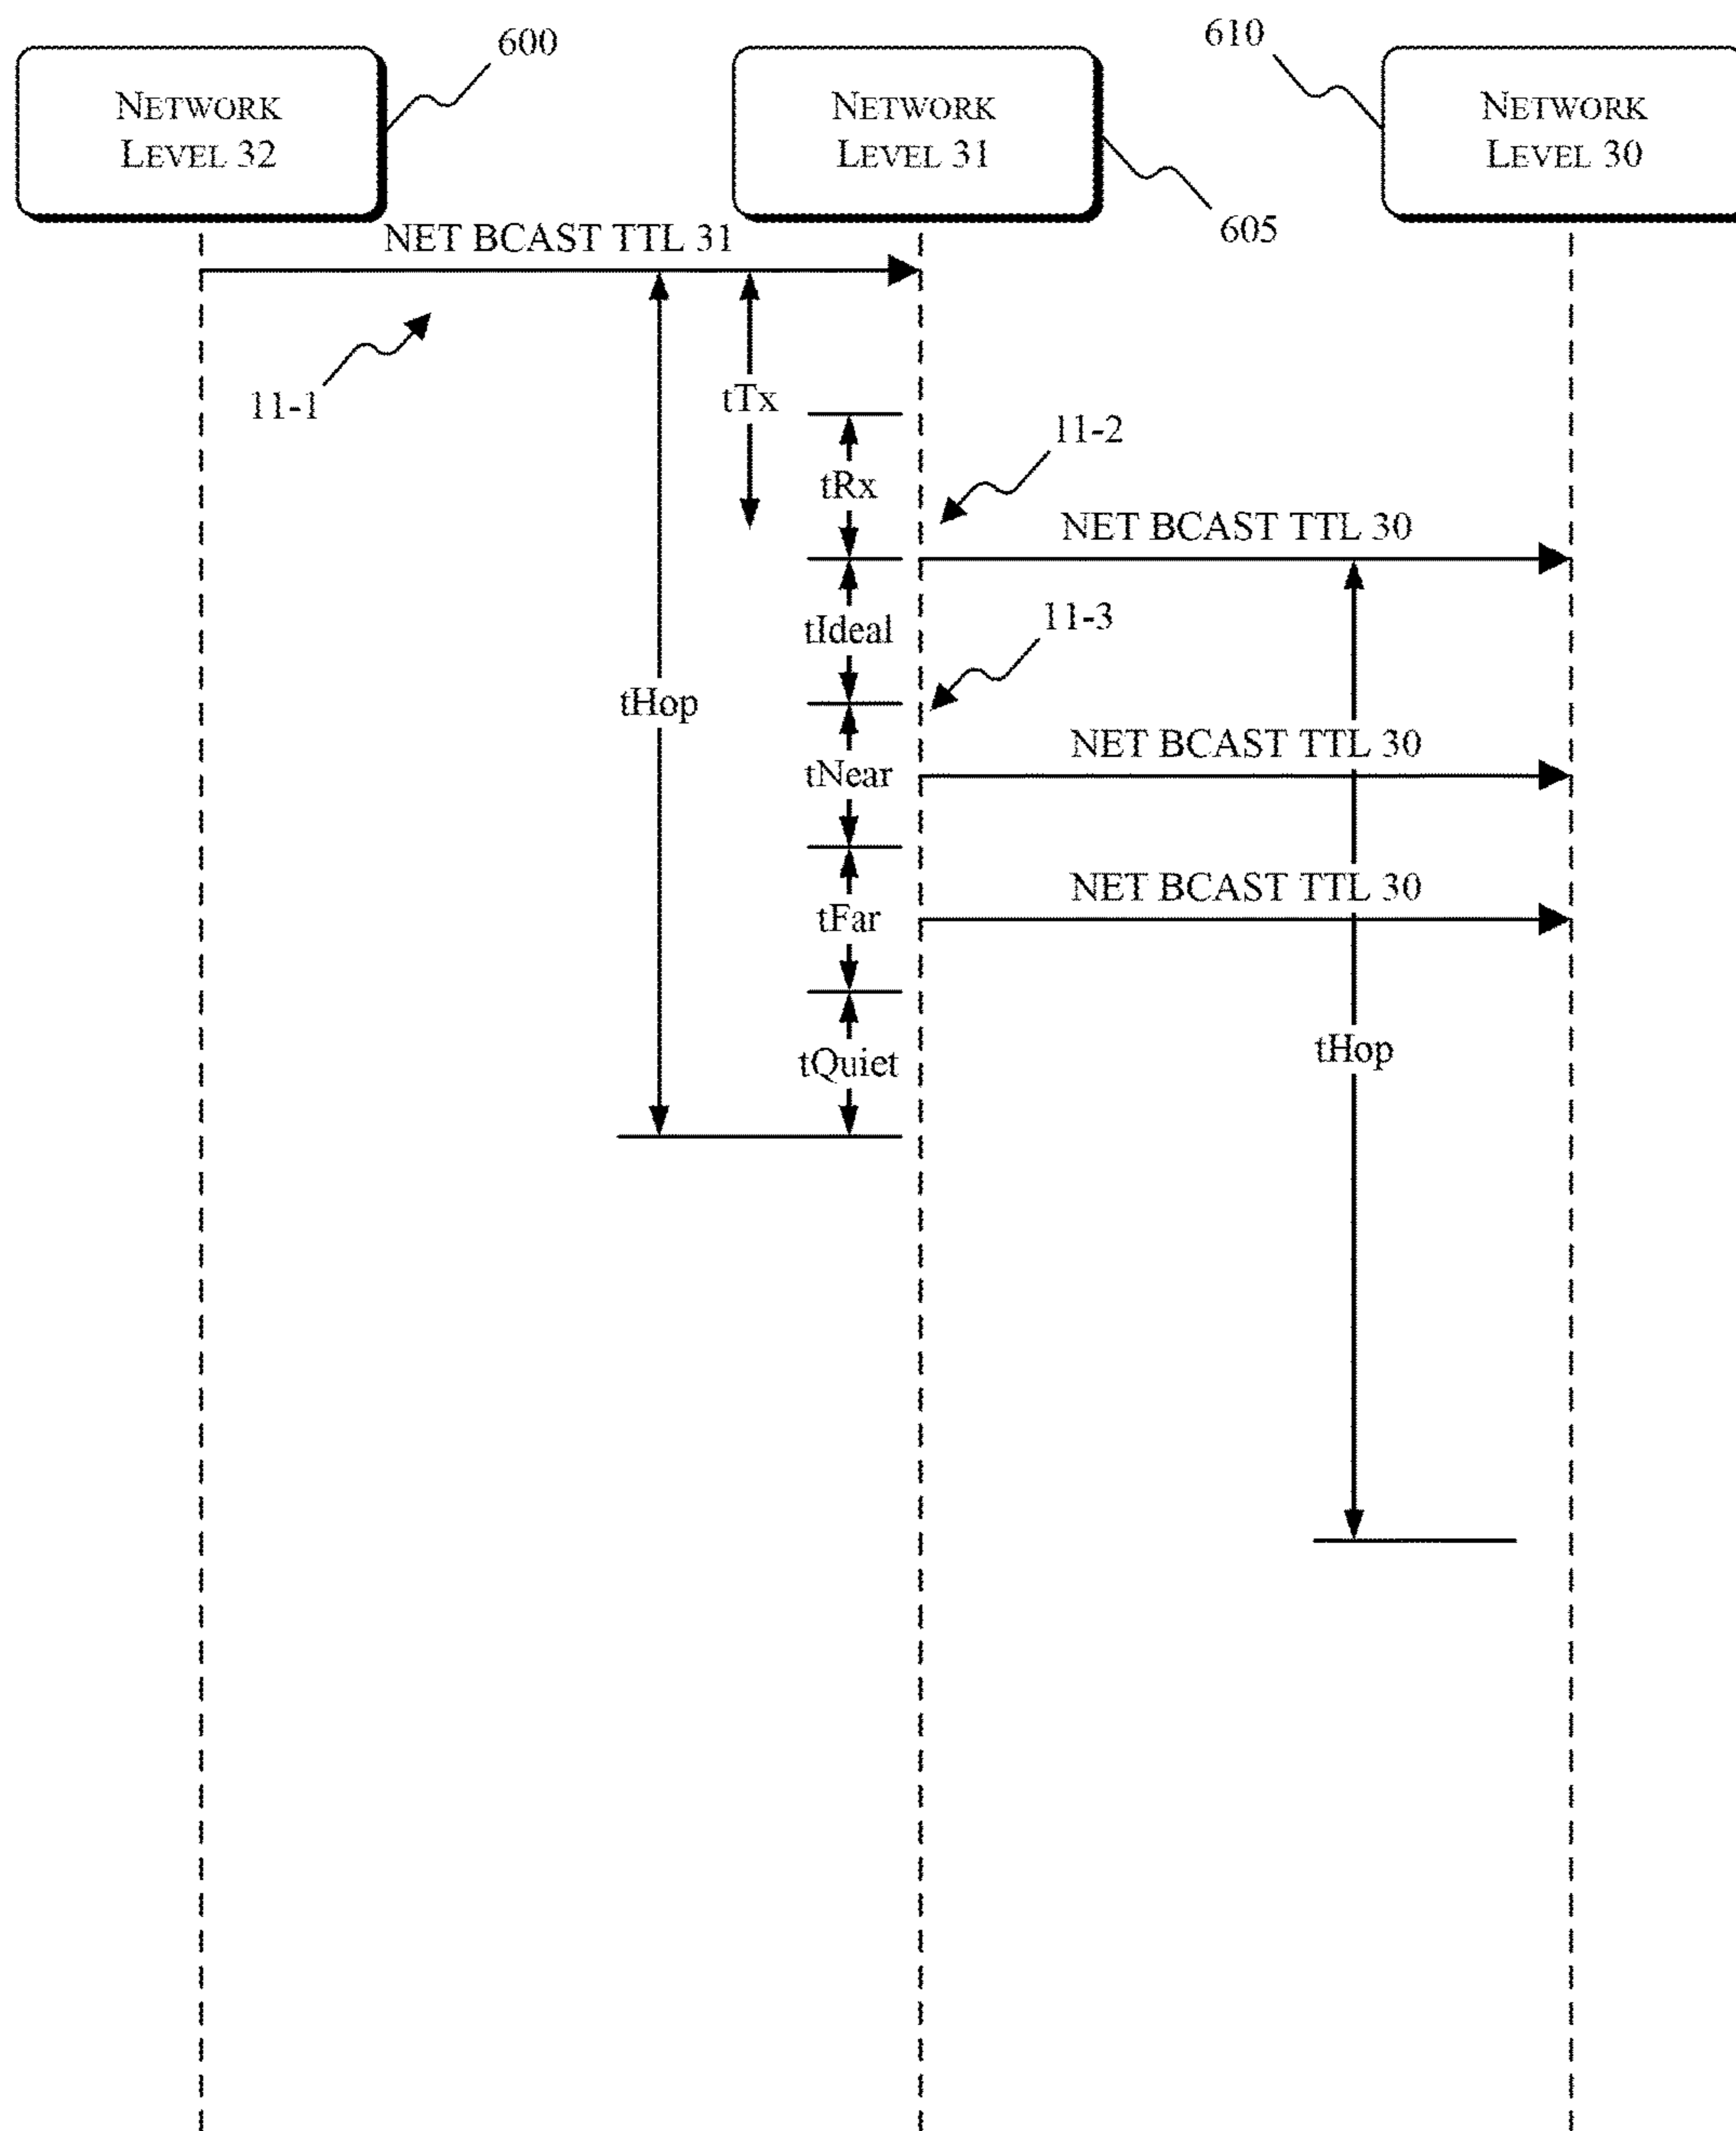 600
610
NETWORK
LEVEL 32
NETWORK
LEVEL 31
NETWORK
LEVEL 30
605
NET BCAST TTL 31
11-1
tTx
11-2
tRx
NET BCAST TTL 30
11-3
tIdeal
tHop
NET BCAST TTL 30
tNear
NET BCAST TTL 30
tFar
tHop
tQuiet